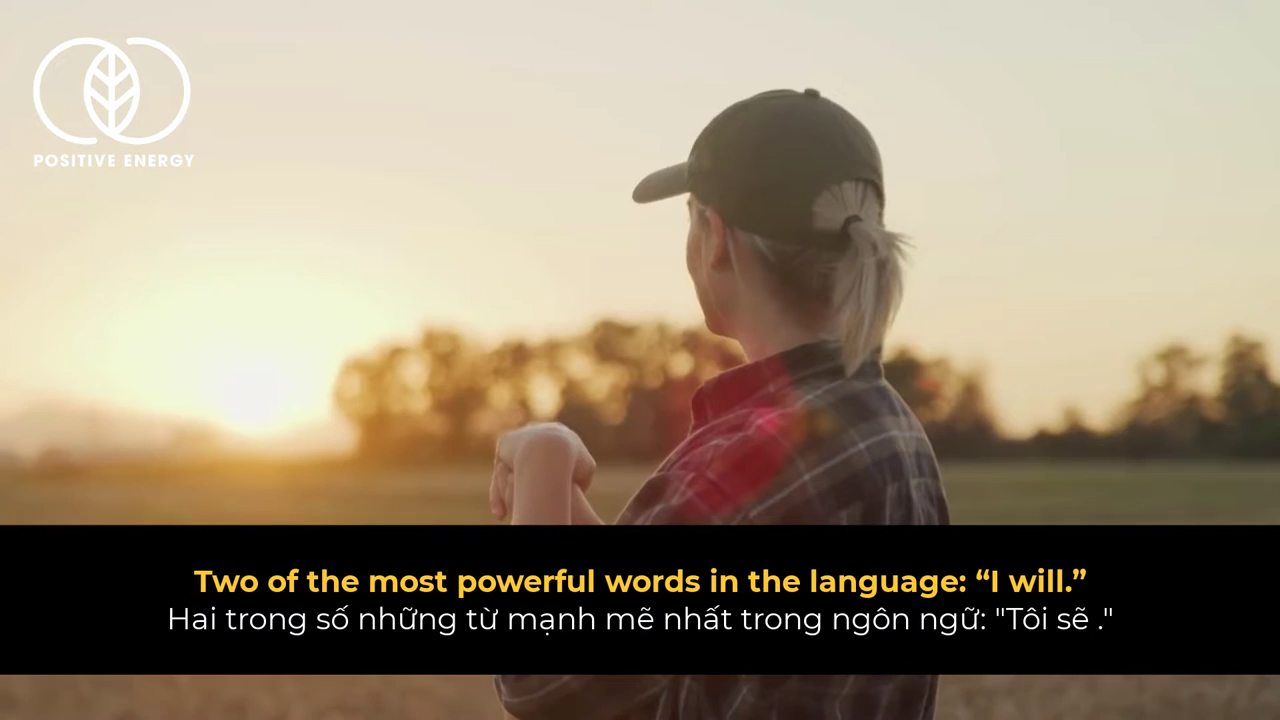 POSITIVE ENERGY
Two of the most powerful words in the language: “I will.”
Hai trong số những từ mạnh mẽ nhất trong ngôn ngữ: "Tôi sẽ ."